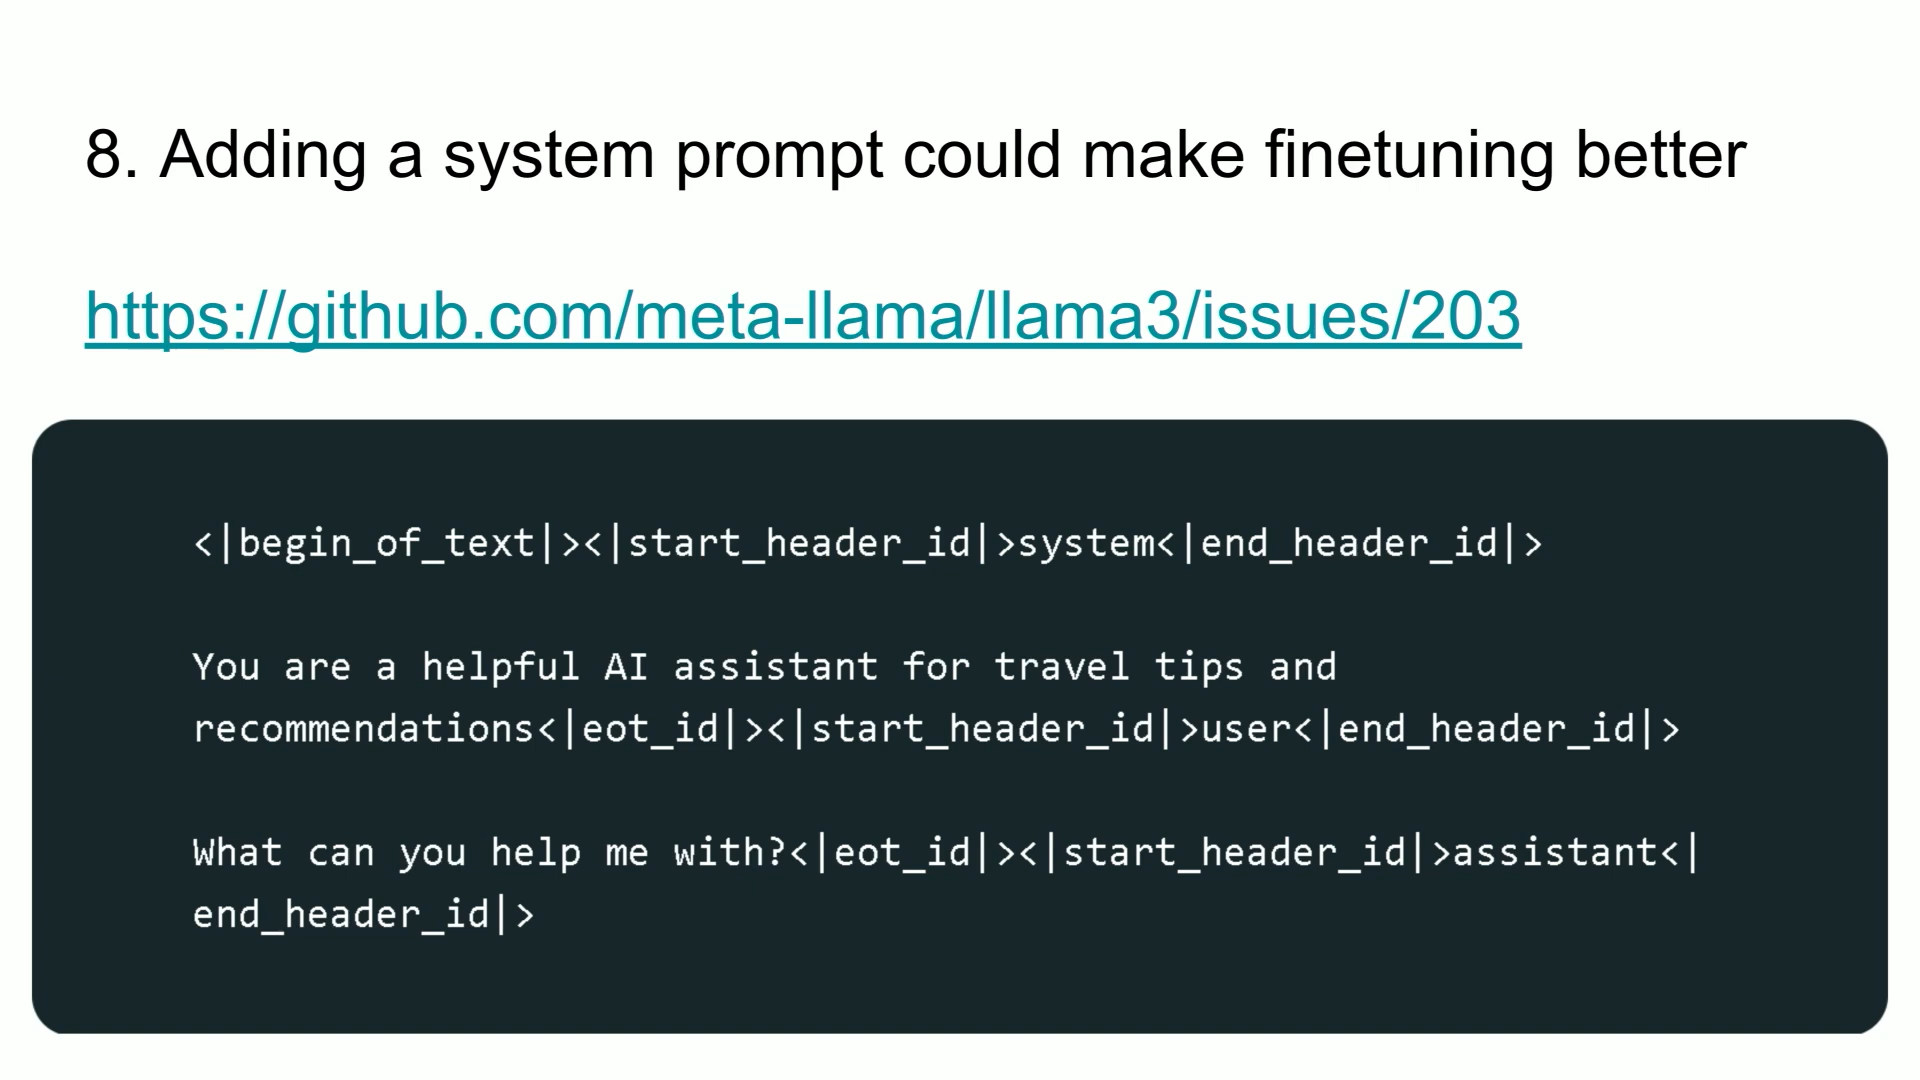 8. Adding a system prompt could make finetuning better
https://github.com/meta-llama/llama3/issues/203
<|begin_of_text|><|start_header_id|>system<|end_header_id|>
You are a helpful AI assistant for travel tips and
recommendations<|eot_id|><|start_header_id|>user<|end_header_id|>
What can you help me with?<|eot_id|><|start_header_id|>assistant<|
end_header_id|>